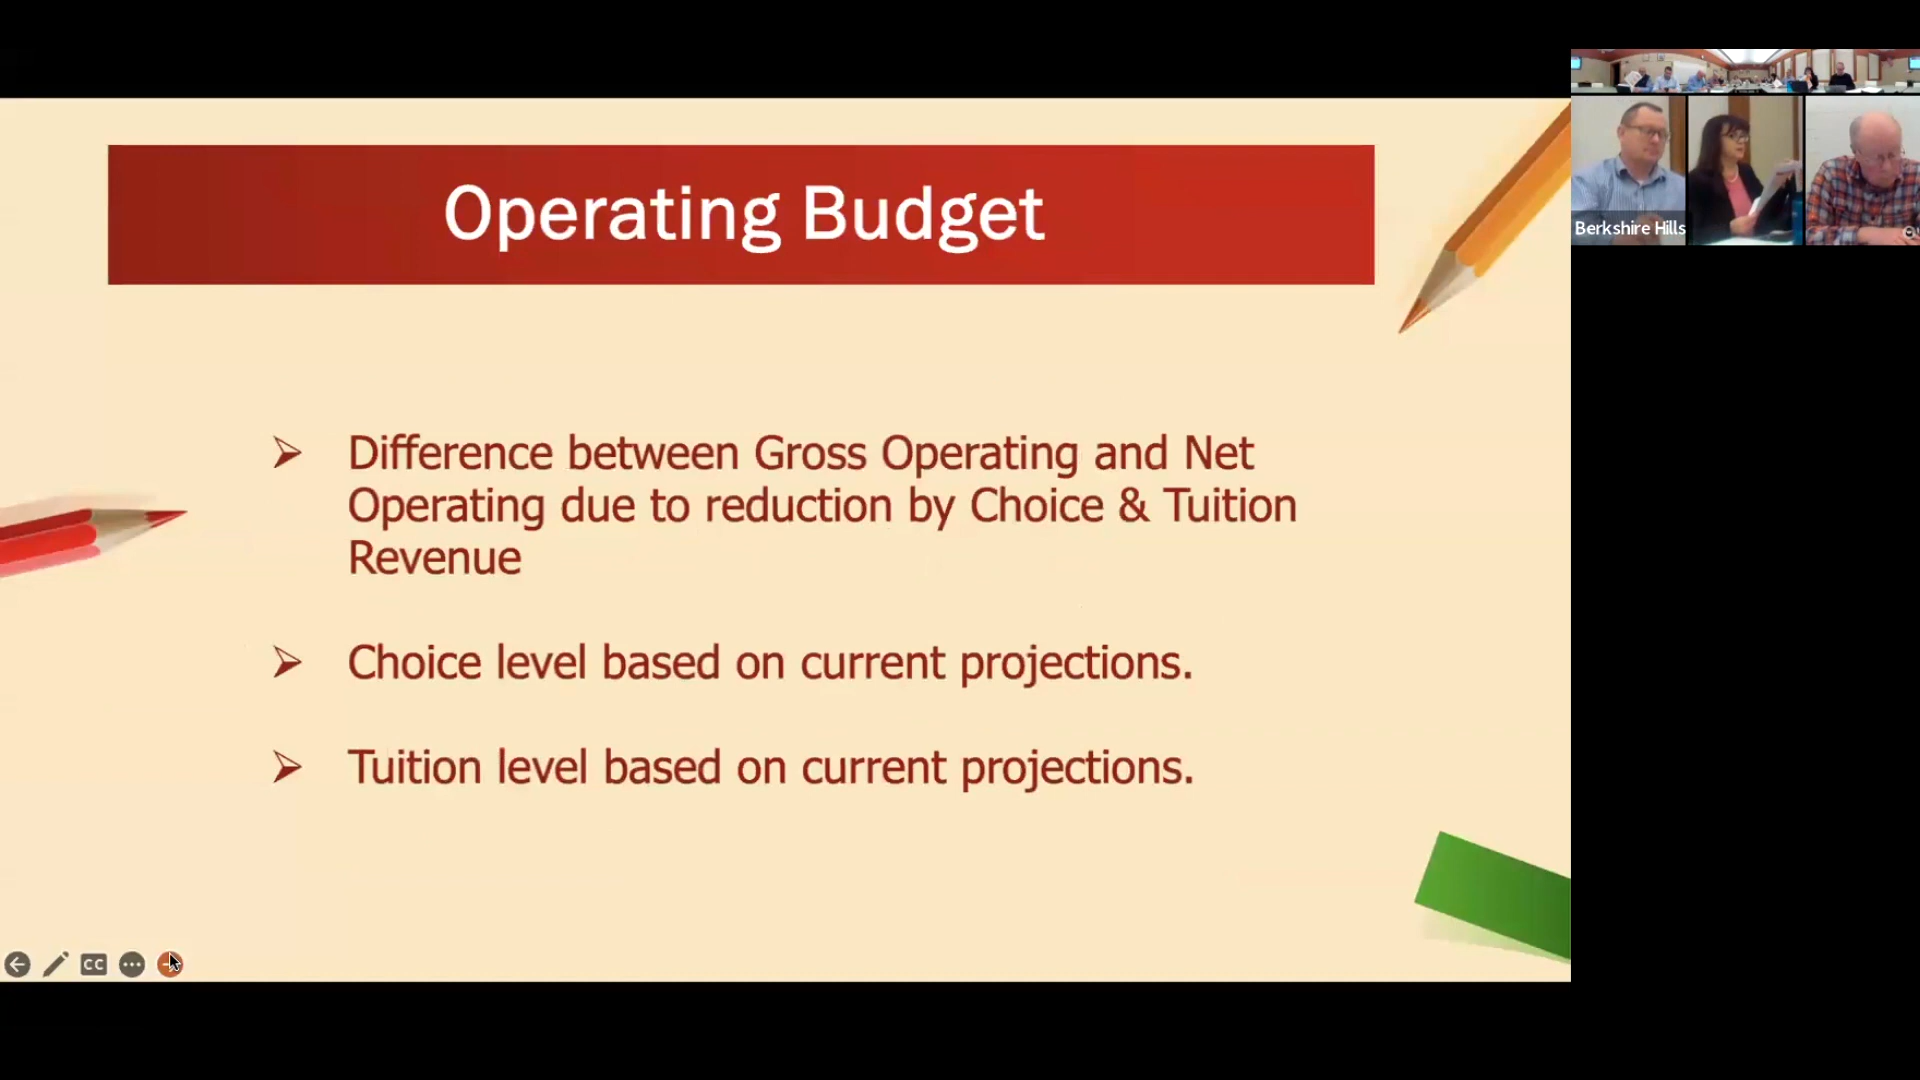 Operating Budget
Difference between Gross Operating and Net
Operating due to reduction by Choice & Tuition
Revenue
Choice level based on current projections.
Tuition level based on current projections.
Berkshire Hills
CC